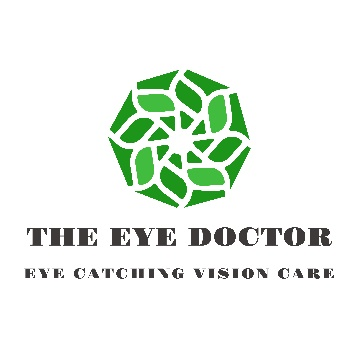 THE EYE DOCTOR
EYE CATCHING VISION CARE